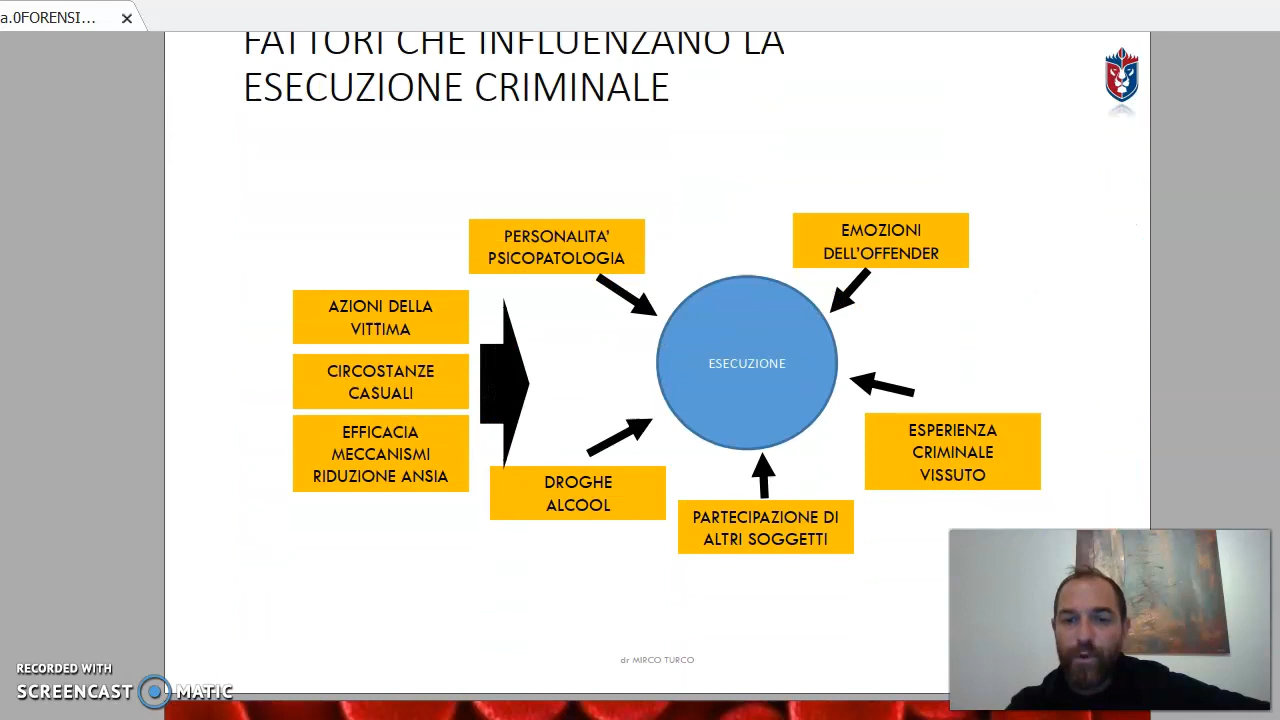 a.0FORENSI...
FATTORI CHE INFLUENZANO LA
ESECUZIONE CRIMINALE
PERSONALITA'
PSICOPATOLOGIA
EMOZIONI
DELL'OFFENDER
AZIONI DELLA
VITTIMA
CIRCOSTANZE
CASUALI
EFFICACIA
MECCANISMI
RIDUZIONE ANSIA
ESECUZIONE
ESPERIENZA
CRIMINALE
VISSUTO
DROGHE
ALCOOL
PARTECIPAZIONE DI
ALTRI SOGGETTI
dr MIRCO TURCO
RECORDED WITH
SCREENCAST MATIC